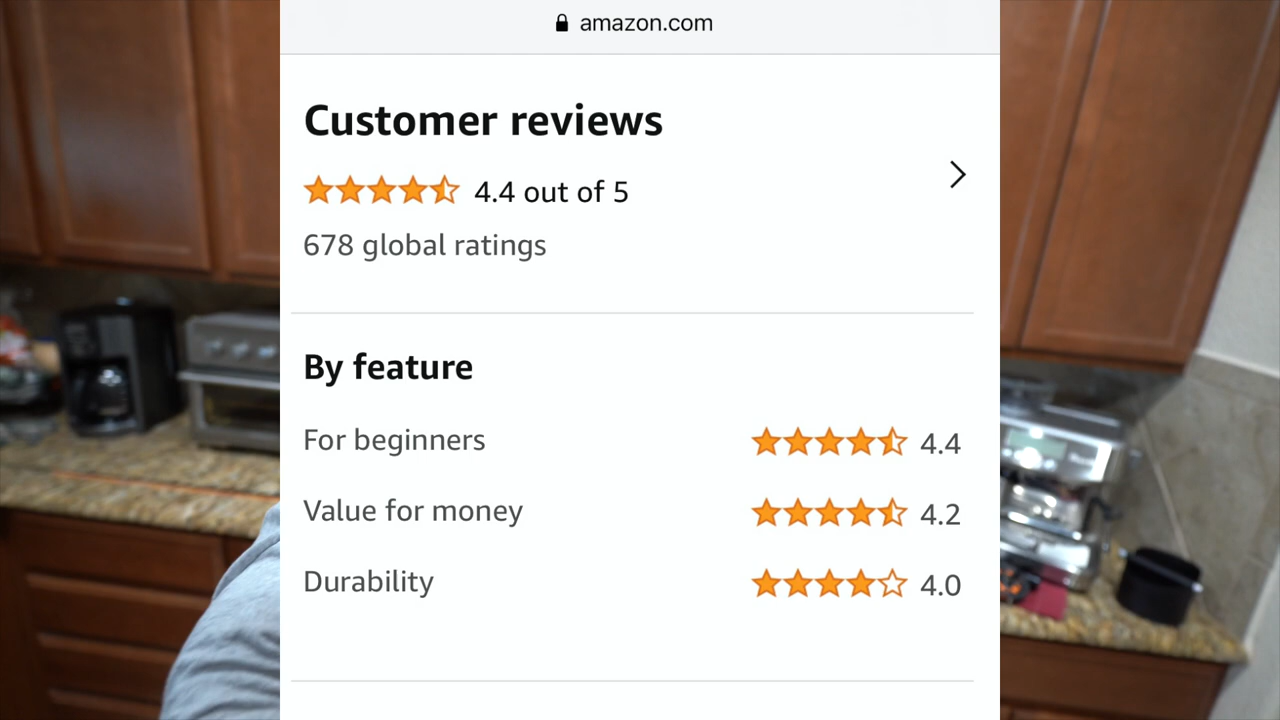 amazon.com
Customer reviews
4.4 out of 5
678 global ratings
By feature
For beginners 4.4
Value for money 4.2
Durability 4.0